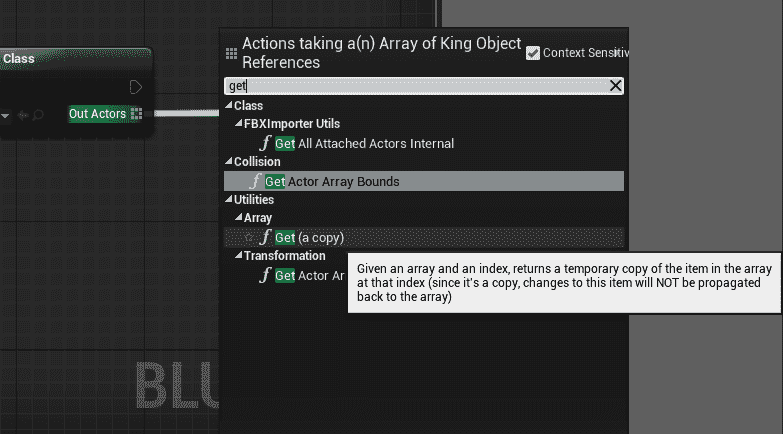 Class
Out Actors
Actions taking a(n) Array of King Object
References
Context Sensitiv
get
Class
FBXImporter Utils
Get All Attached Actors Internal
Collision
Get Actor Array Bounds
Utilities
Array
Get (a copy)
Transformation
Get Actor Ar
Given an array and an index, returns a temporary copy of the item in the array
at that index (since it's a copy, changes to this item will NOT be propagated
back to the array)
BLU